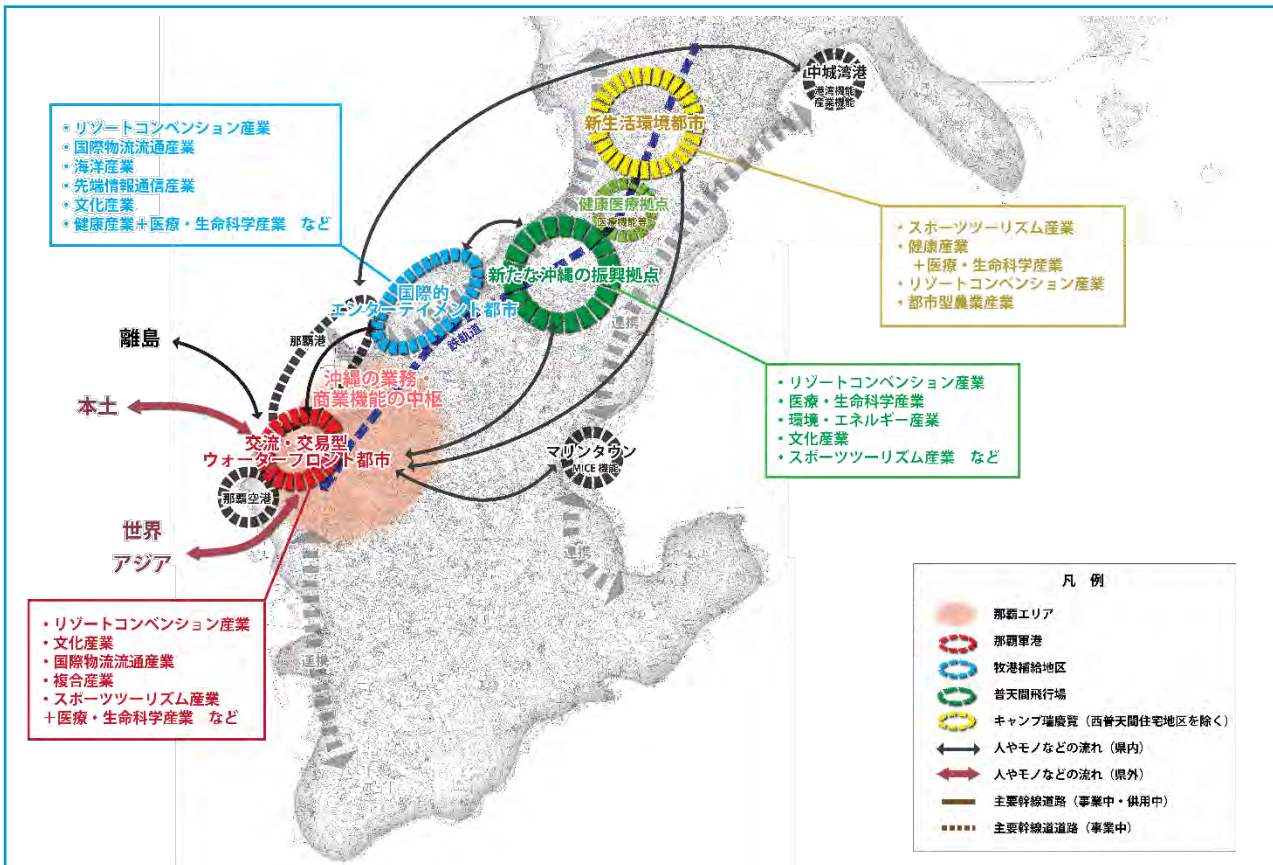 中城湾港
港湾機能
産業機能
新生活環境都市
・リゾートコンベンション産業
・国際物流流通産業
・海洋産業
・先端情報通信産業
・文化産業
・健康産業＋医療・生命科学産業　など
健康医療拠点
医療機能等
・スポーツツーリズム産業
・健康産業
＋医療・生命科学産業
・リゾートコンベンション産業
・都市型農業産業
新たな沖縄の振興拠点
国際的
エンターテイメント都市
那覇港
鉄軌道
連携
離島
本土
沖縄の業務・
商業機能の中枢
・リゾートコンベンション産業
・医療・生命科学産業
・環境・エネルギー産業
・文化産業
・スポーツツーリズム産業　など
交流・交易型
ウォーターフロント都市
マリンタウン
MICE 機能
那覇空港
世界
アジア
連携
連携
・リゾートコンベンション産業
・文化産業
・国際物流流通産業
・複合産業
・スポーツツーリズム産業
＋医療・生命科学産業　など
凡　例
那覇エリア
那覇軍港
牧港補給地区
普天間飛行場
キャンプ瑞慶覧（西普天間住宅地区を除く）
人やモノなどの流れ（県内）
人やモノなどの流れ（県外）
主要幹線道路（事業中・供用中）
主要幹線道道路（事業中）